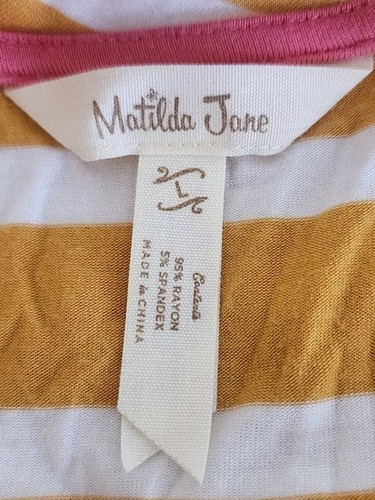 Matilda Jane
L
Contents
95% RAYON
5% SPANDEX
MADE in CHINA